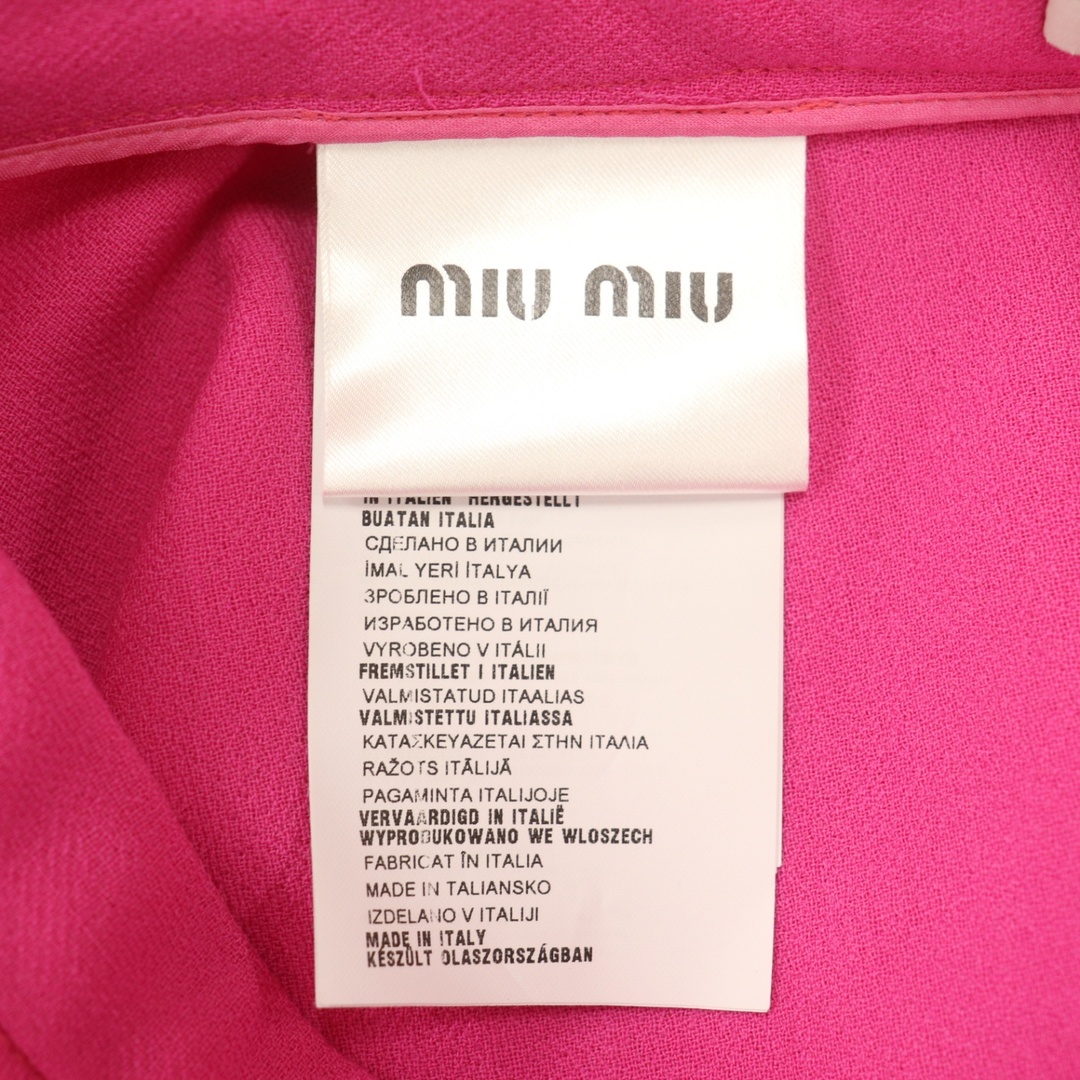 MIU MIU
IN ITALIEN HERGESTELLT
BUATAN ITALIA
СДЕЛАНО В ИТАЛИИ
İMAL YERİ İTALYA
ЗРОБЛЕНО В ІТАЛІЇ
ИЗРАБОТЕНО В ИТАЛИЯ
VYROBENO V ITÁLII
FREMSTILLET I ITALIEN
VALMISTATUD ITAALIAS
VALMISTETTU ITALIASSA
ΚΑΤΑΣΚΕΥΑΖΕΤΑΙ ΣΤΗΝ ΙΤΑΛΙΑ
RAŽOTS ITĀLIJĀ
PAGAMINTA ITALIJOJE
VERVAARDIGD IN ITALIË
WYPRODUKOWANO WE WLOSZECH
FABRICAT ÎN ITALIA
MADE IN TALIANSKO
IZDELANO V ITALIJI
MADE IN ITALY
KÉSZÜLT OLASZORSZÁGBAN